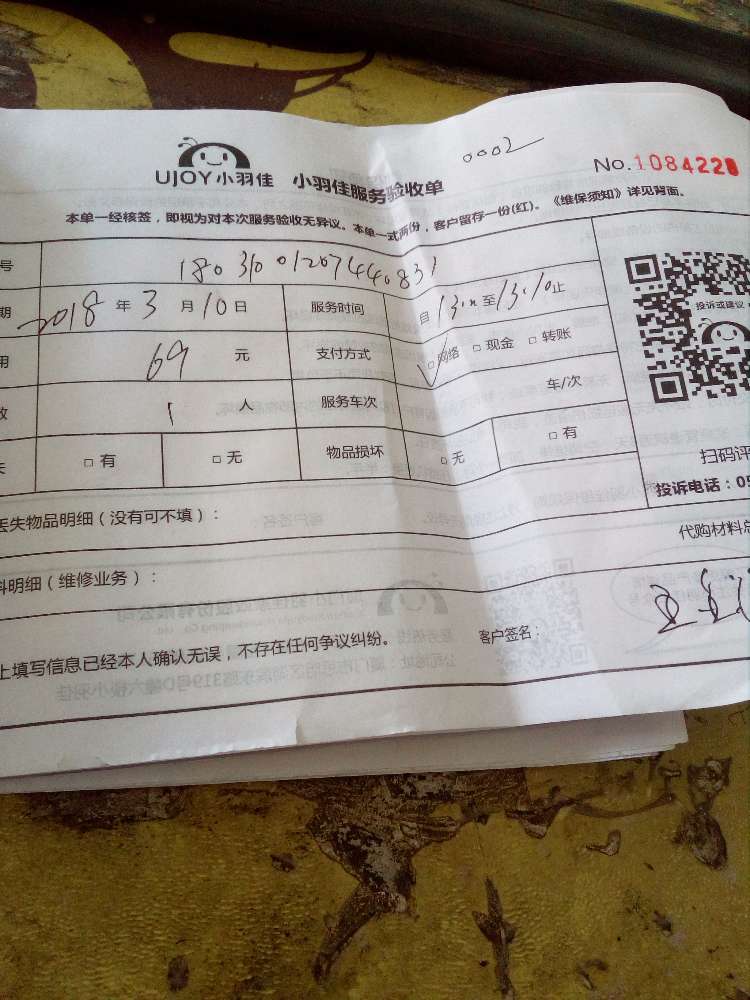 0002
No.1084228
UJOY小羽佳 小羽佳服务验收单
本单一经核签，即视为对本次服务验收无异议。本单一式两份，客户留存一份(红)。《维保须知》详见背面。
号 180310012074440831
期 2018 年 3 月 10 日 服务时间 自 至 13:10 止
用 69 元 支付方式 □网络 □现金 □转账
数 1 人 服务车次 车/次
失 □有 □无 物品损坏 □无 □有
投诉或建议
扫码评
投诉电话：05
丢失物品明细（没有可不填）：
代购材料总
料明细（维修业务）：
上填写信息已经本人确认无误，不存在任何争议纠纷。 客户签名：